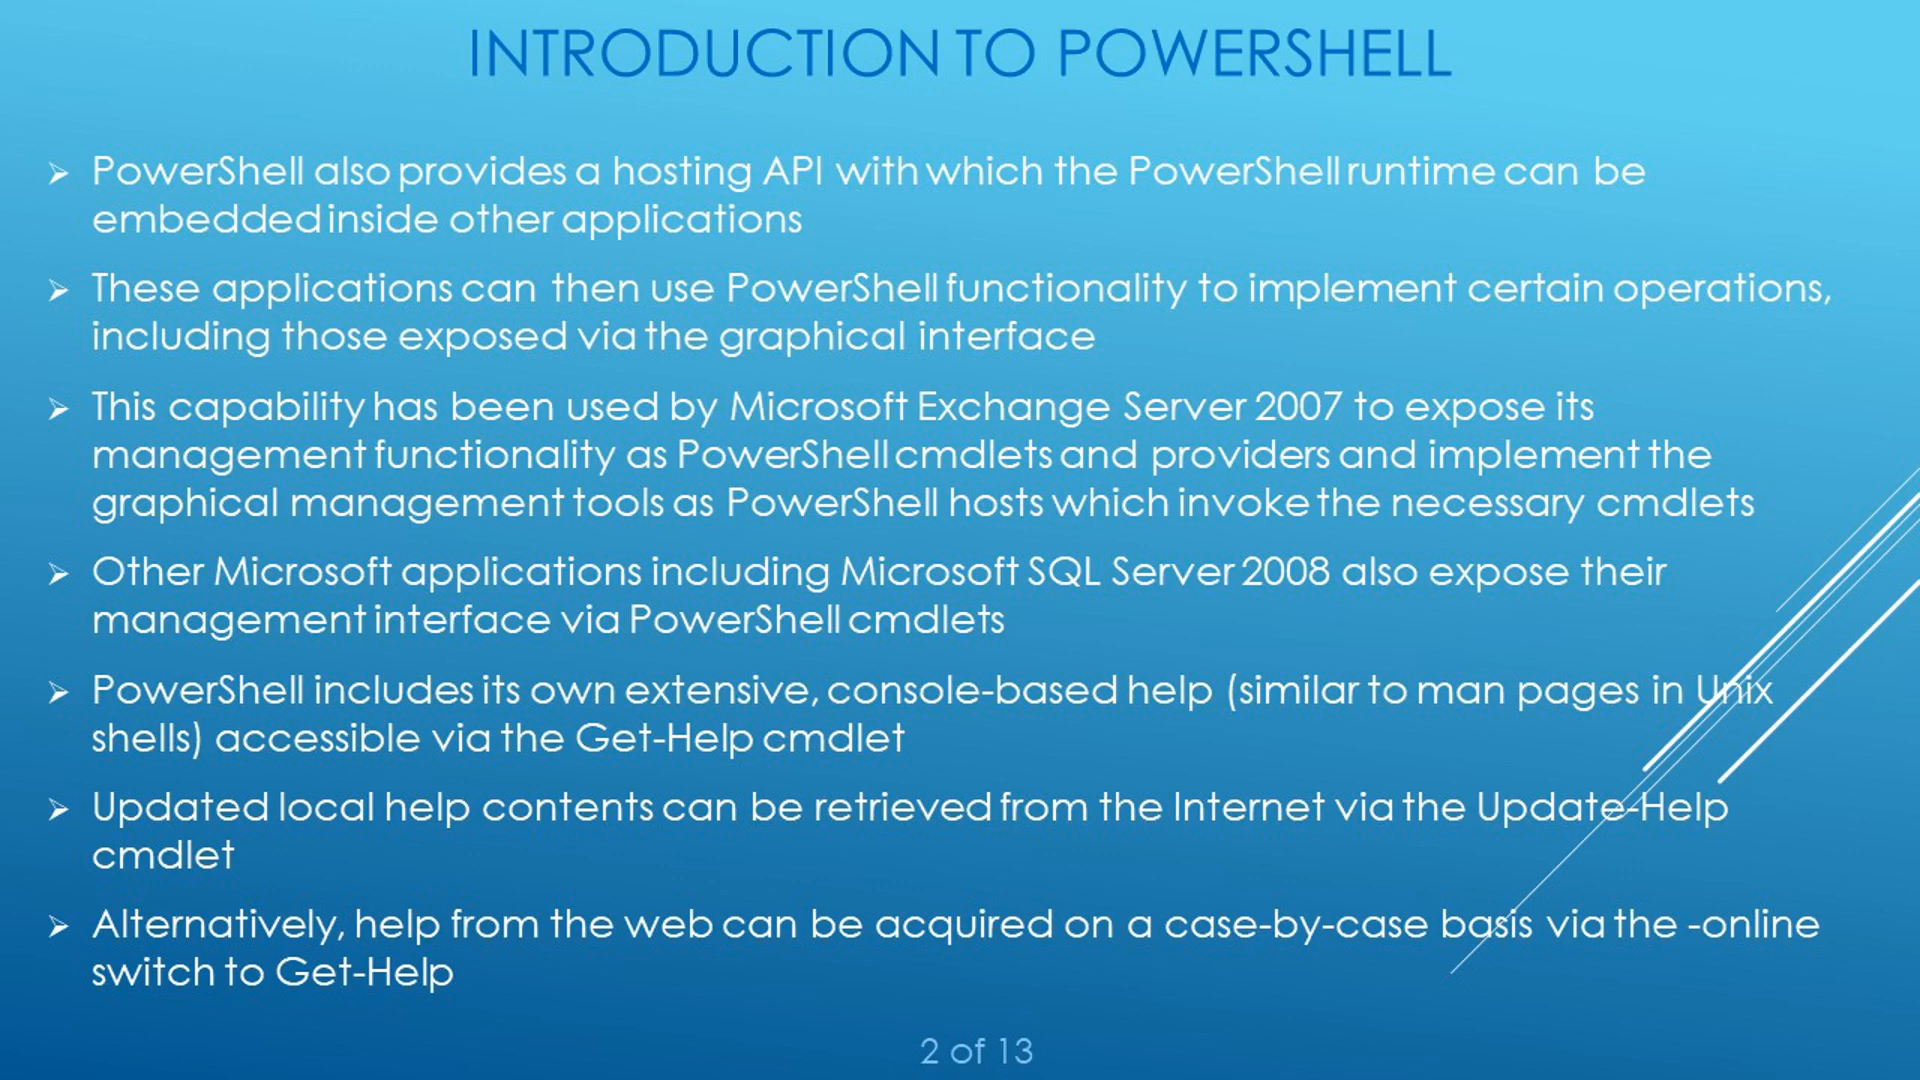 INTRODUCTION TO POWERSHELL
➢ PowerShell also provides a hosting API with which the PowerShell runtime can be
embedded inside other applications
➢ These applications can then use PowerShell functionality to implement certain operations,
including those exposed via the graphical interface
➢ This capability has been used by Microsoft Exchange Server 2007 to expose its
management functionality as PowerShell cmdlets and providers and implement the
graphical management tools as PowerShell hosts which invoke the necessary cmdlets
➢ Other Microsoft applications including Microsoft SQL Server 2008 also expose their
management interface via PowerShell cmdlets
➢ PowerShell includes its own extensive, console-based help (similar to man pages in Unix
shells) accessible via the Get-Help cmdlet
➢ Updated local help contents can be retrieved from the Internet via the Update-Help
cmdlet
➢ Alternatively, help from the web can be acquired on a case-by-case basis via the -online
switch to Get-Help
2 of 13